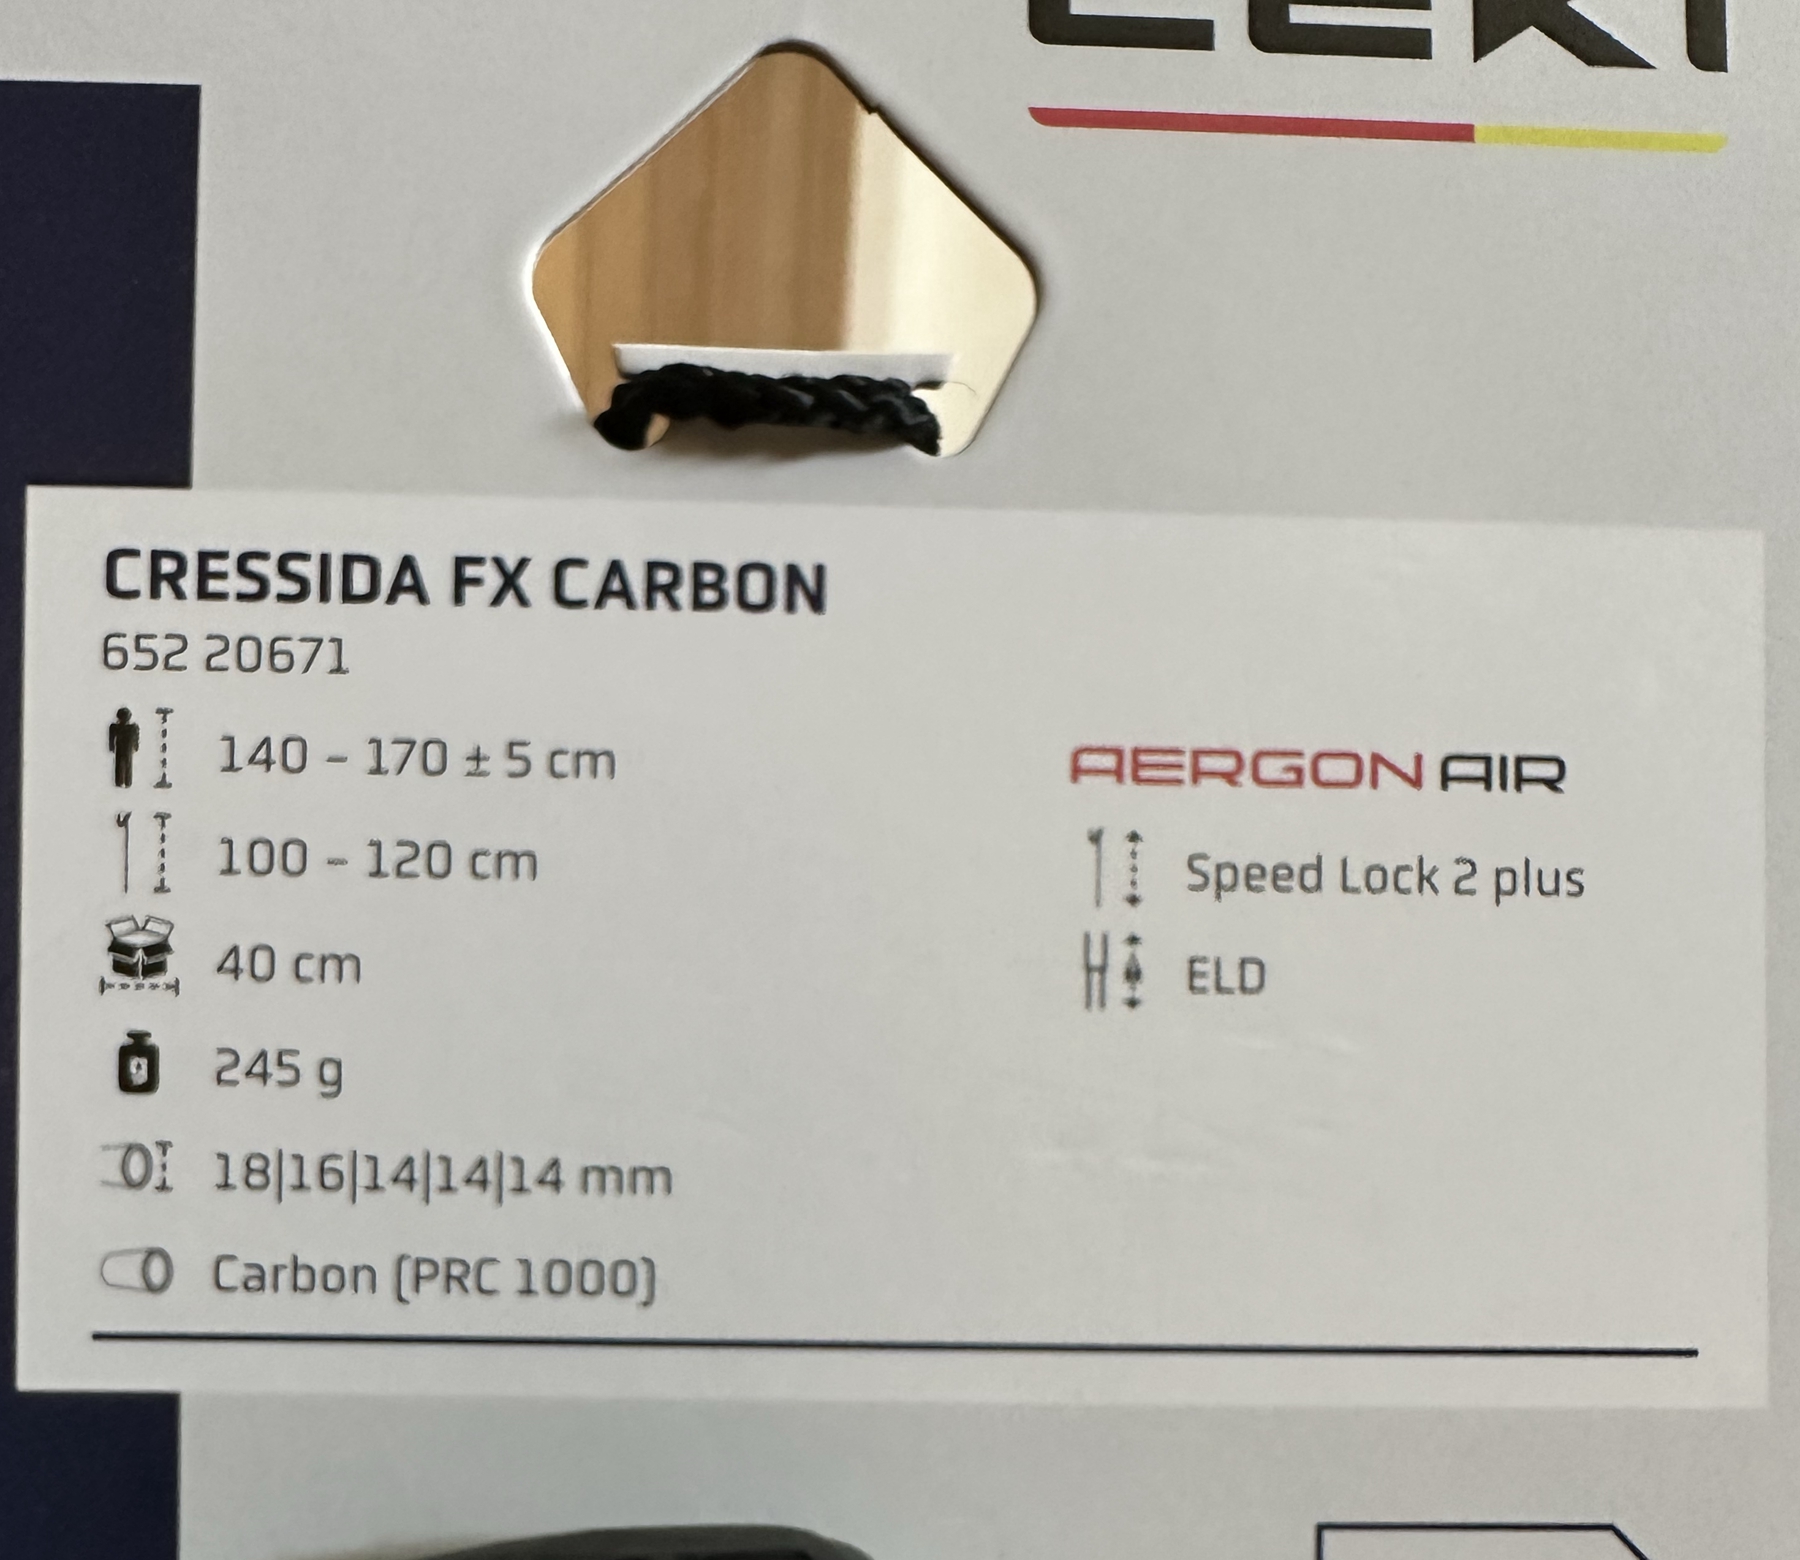 LEKI
CRESSIDA FX CARBON
652 20671
140 – 170 ± 5 cm
100 – 120 cm
40 cm
245 g
18|16|14|14|14 mm
Carbon (PRC 1000)
AERGON AIR
Speed Lock 2 plus
ELD